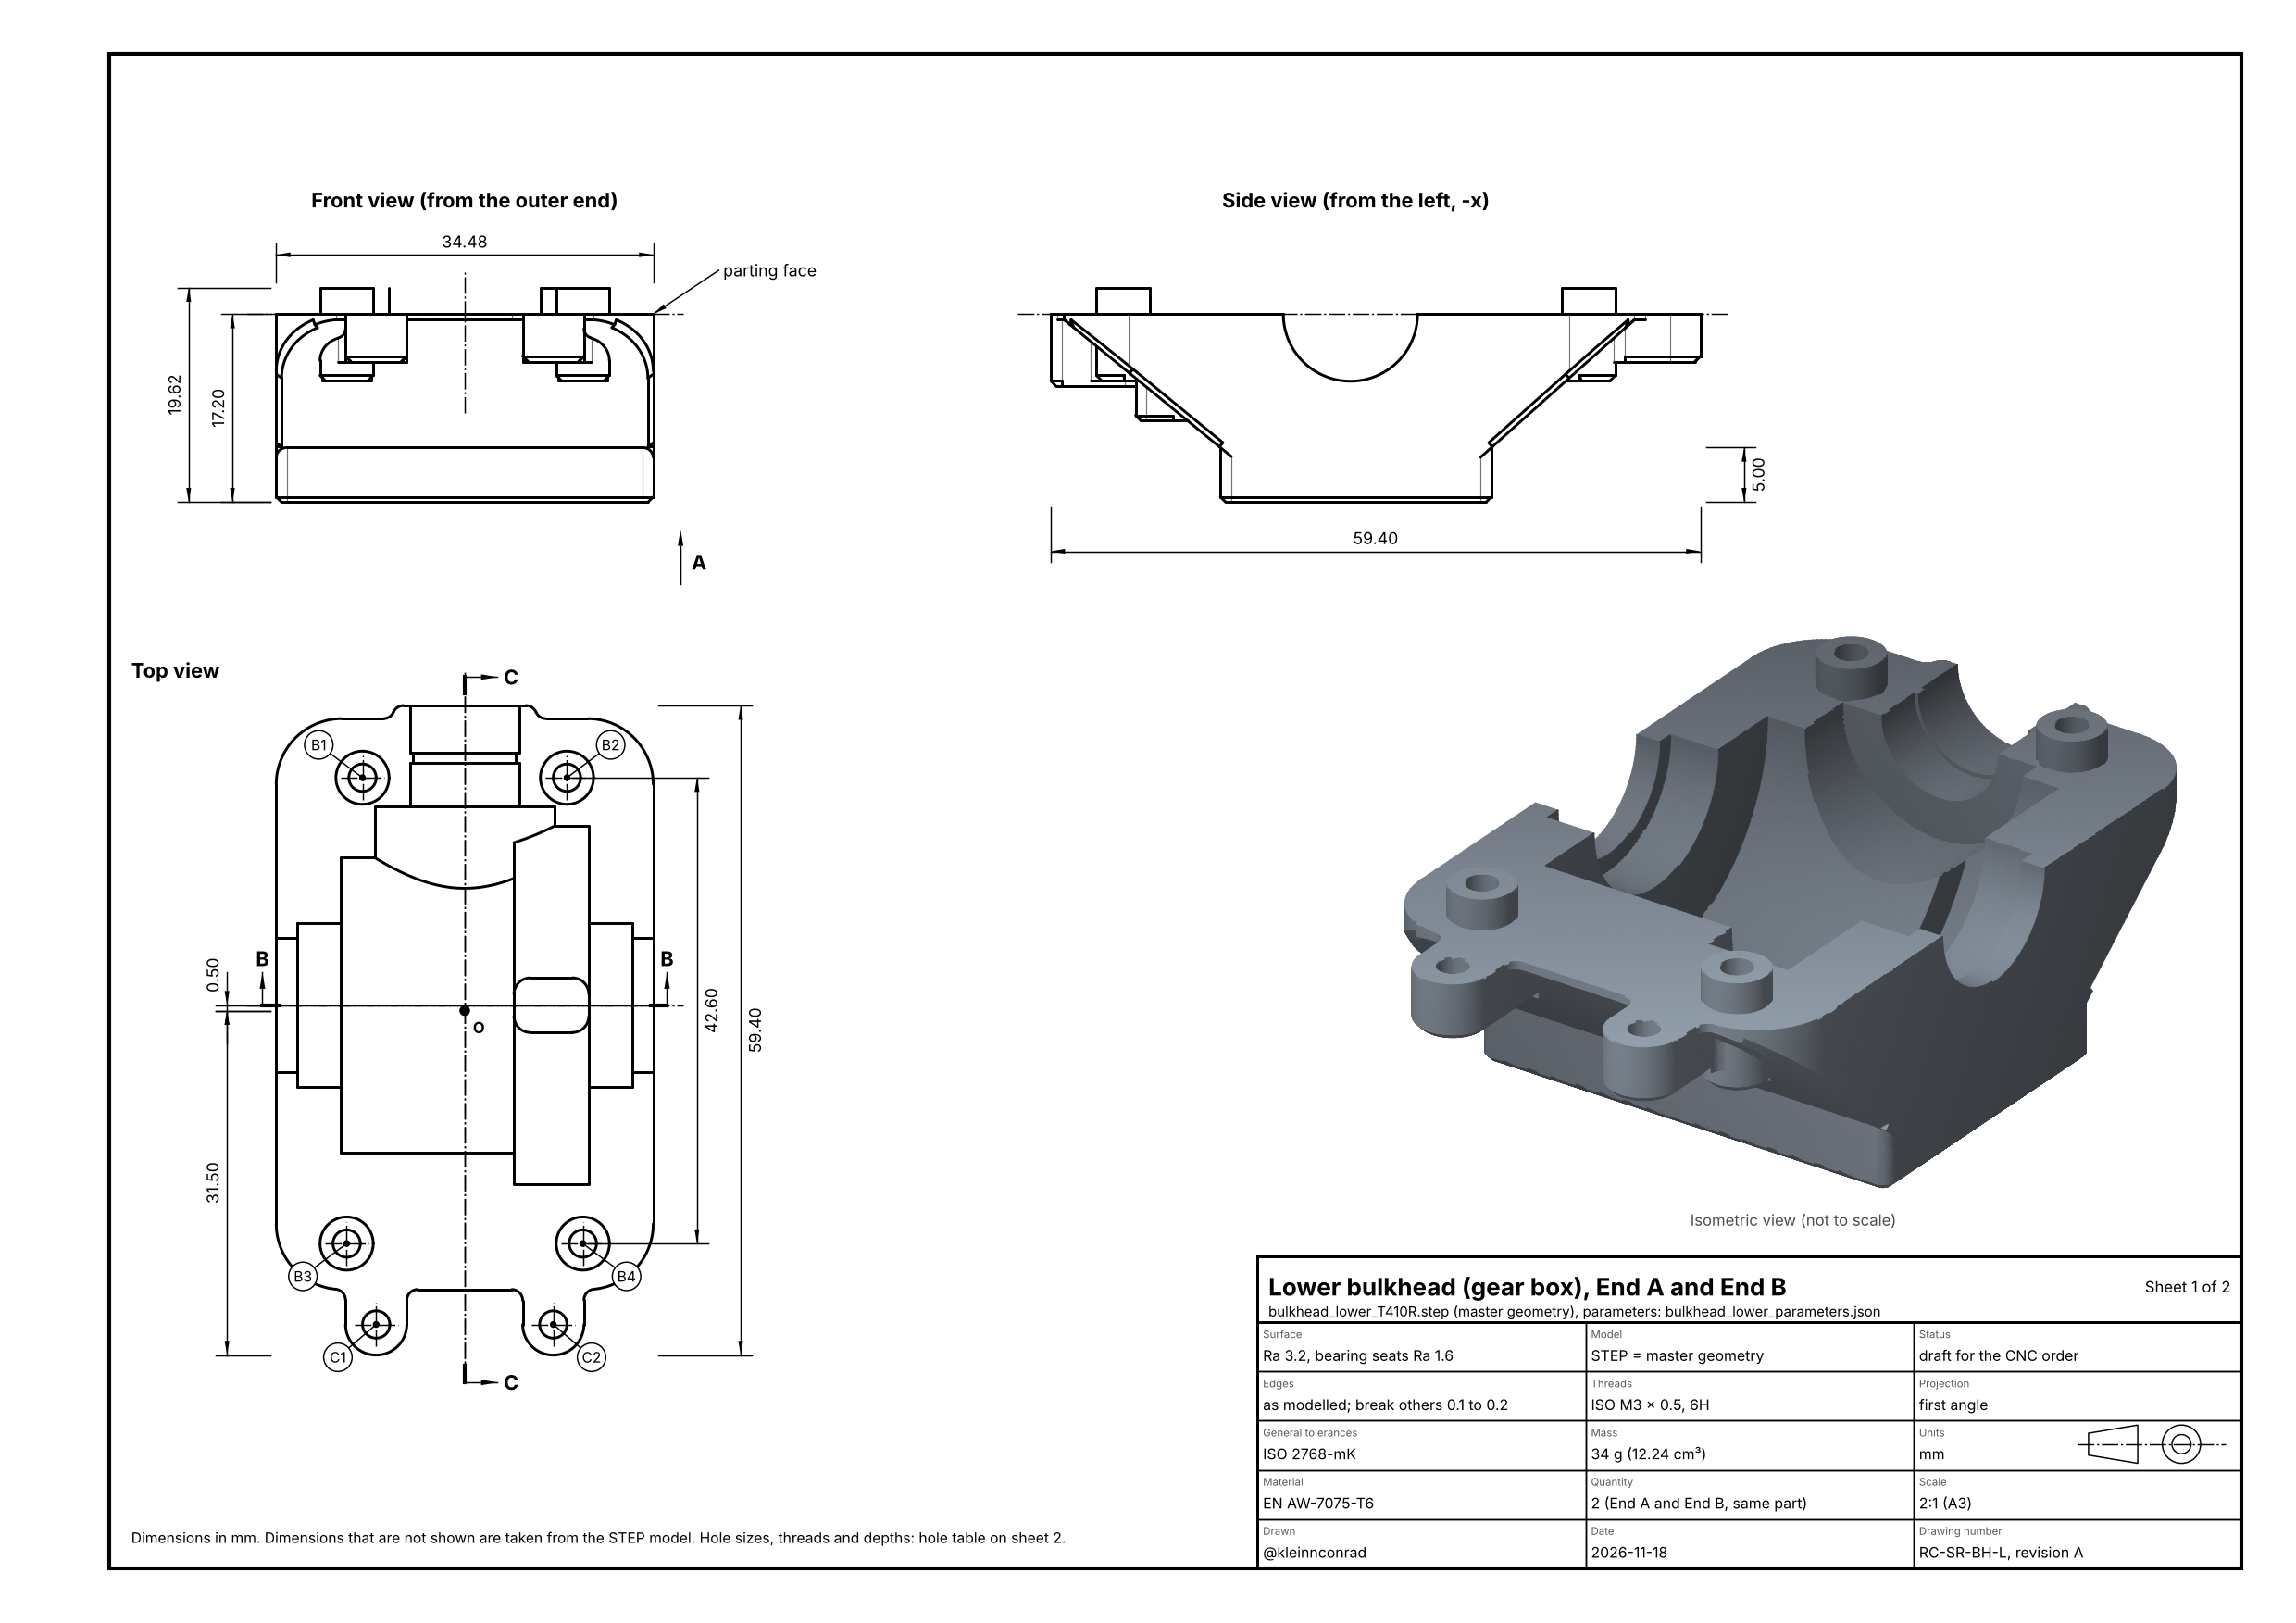 Front view (from the outer end)
Side view (from the left, -x)
34.48
parting face
19.62
17.20
5.00
59.40
A
Top view
C
B1
B2
B
B
0.50
42.60
59.40
O
31.50
B3
B4
C1
C2
C
Isometric view (not to scale)
Lower bulkhead (gear box), End A and End B
Sheet 1 of 2
bulkhead_lower_T410R.step (master geometry), parameters: bulkhead_lower_parameters.json
Surface
Ra 3.2, bearing seats Ra 1.6
Model
STEP = master geometry
Status
draft for the CNC order
Edges
as modelled; break others 0.1 to 0.2
Threads
ISO M3 × 0.5, 6H
Projection
first angle
General tolerances
ISO 2768-mK
Mass
34 g (12.24 cm³)
Units
mm
Material
EN AW-7075-T6
Quantity
2 (End A and End B, same part)
Scale
2:1 (A3)
Drawn
@kleinnconrad
Date
2026-11-18
Drawing number
RC-SR-BH-L, revision A
Dimensions in mm. Dimensions that are not shown are taken from the STEP model. Hole sizes, threads and depths: hole table on sheet 2.